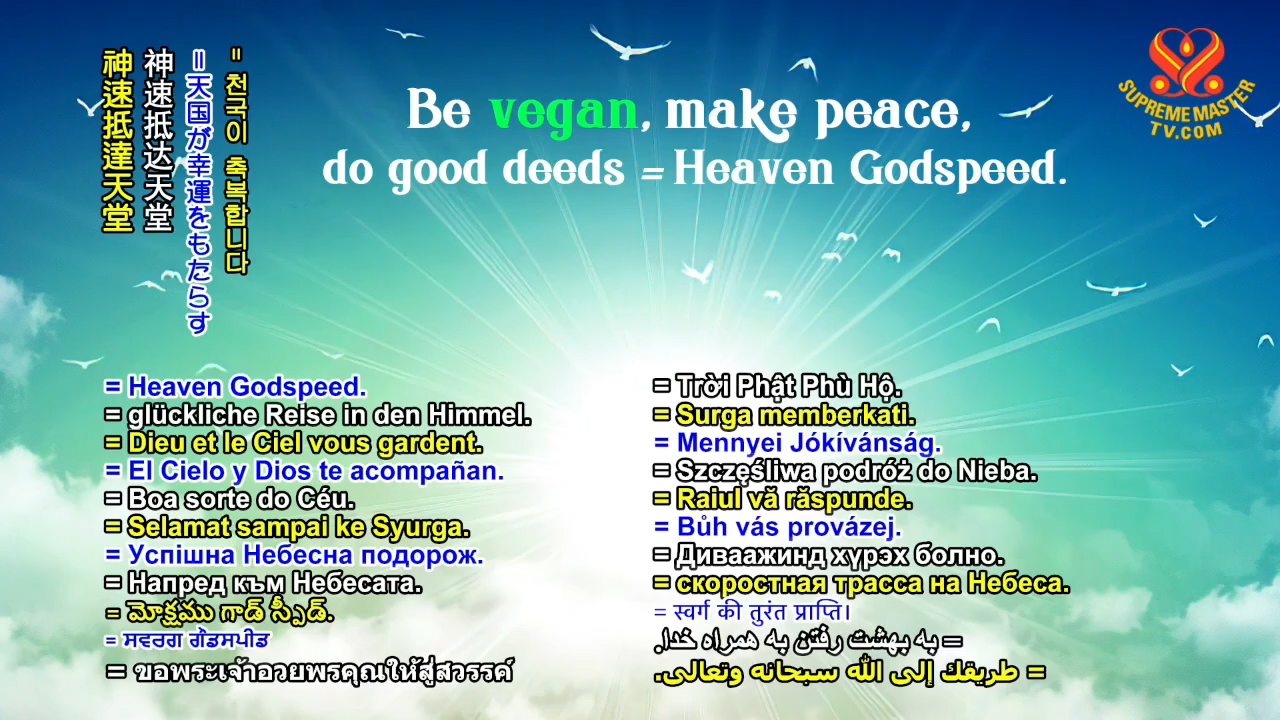 Be vegan, make peace,
do good deeds = Heaven Godspeed.
SUPREME MASTER
TV.COM
神速抵達天堂
神速抵达天堂
=天国が幸運をもたらす
= 천국이 축복합니다
= Heaven Godspeed.
= glückliche Reise in den Himmel.
= Dieu et le Ciel vous gardent.
= El Cielo y Dios te acompañan.
= Boa sorte do Céu.
= Selamat sampai ke Syurga.
= Успішна Небесна подорож.
= Напред към Небесата.
= మోక్షము గాడ్ స్పీడ్.
= ਸਵਰਗ ਗੌਡਸਪੀਡ
= ขอพระเจ้าอวยพรคุณให้สู่สวรรค์
= Trời Phật Phù Hộ.
= Surga memberkati.
= Mennyei Jókívánság.
= Szczęśliwa podróż do Nieba.
= Raiul vă răspunde.
= Bůh vás provázej.
= Диваажинд хүрэх болно.
= скоростная трасса на Небеса.
= स्वर्ग की तुरंत प्राप्ति।
= به بهشت رفتن به همراه خدا.
= طريقك إلى الله سبحانه وتعالى.